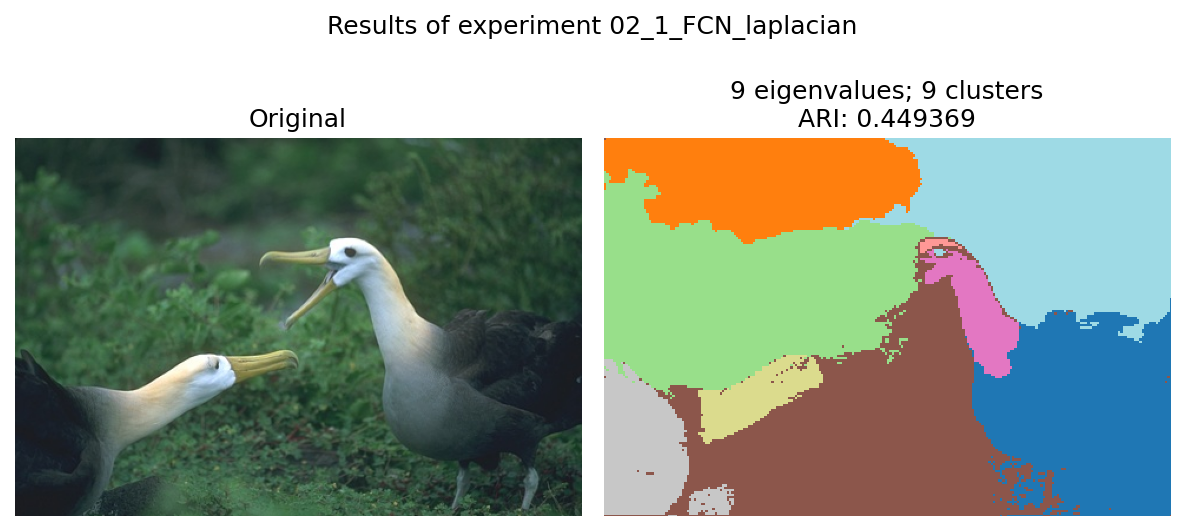 Results of experiment 02_1_FCN_laplacian
Original
9 eigenvalues; 9 clusters
ARI: 0.449369